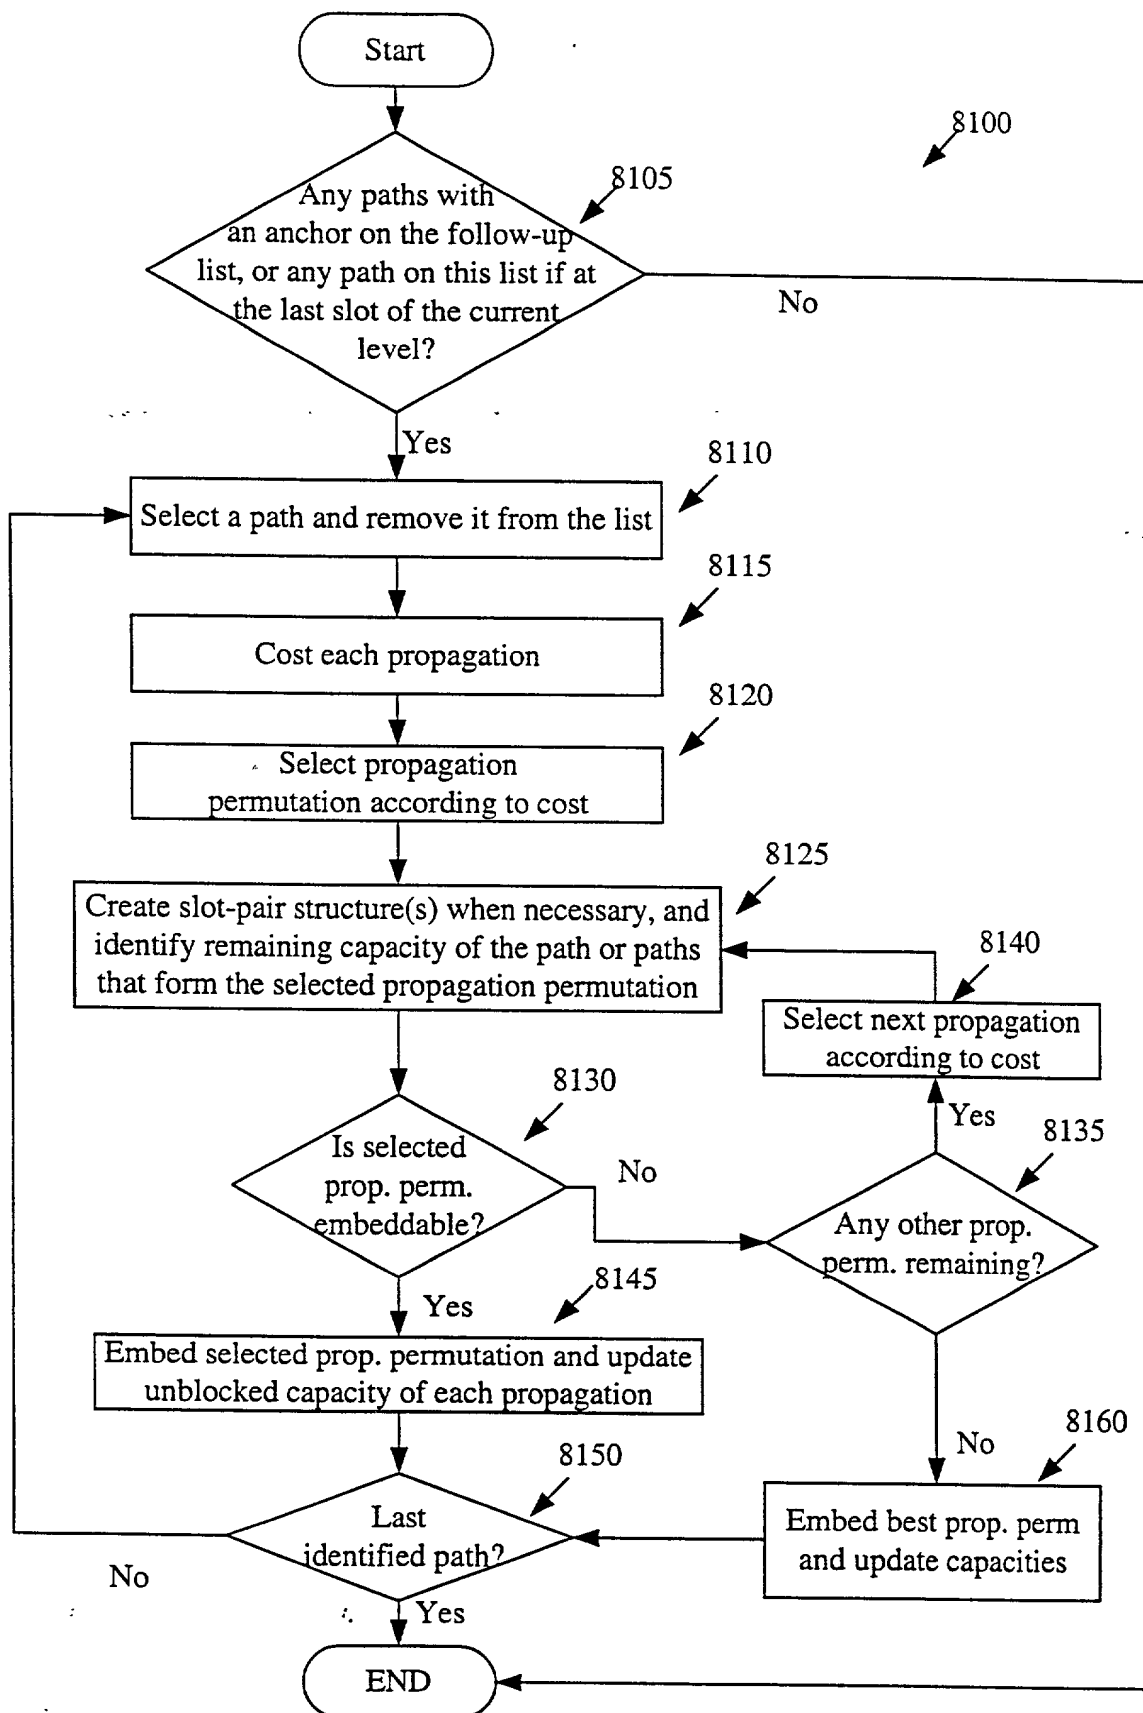 Start
8100
8105
Any paths with
an anchor on the follow-up
list, or any path on this list if at
the last slot of the current
level?
No
Yes
8110
Select a path and remove it from the list
8115
Cost each propagation
8120
Select propagation
permutation according to cost
8125
Create slot-pair structure(s) when necessary, and
identify remaining capacity of the path or paths
that form the selected propagation permutation
8140
Select next propagation
according to cost
8130
Is selected
prop. perm.
embeddable?
No
Yes
8135
Any other prop.
perm. remaining?
Yes
8145
Embed selected prop. permutation and update
unblocked capacity of each propagation
No
8160
Embed best prop. perm
and update capacities
8150
Last
identified path?
No
Yes
END